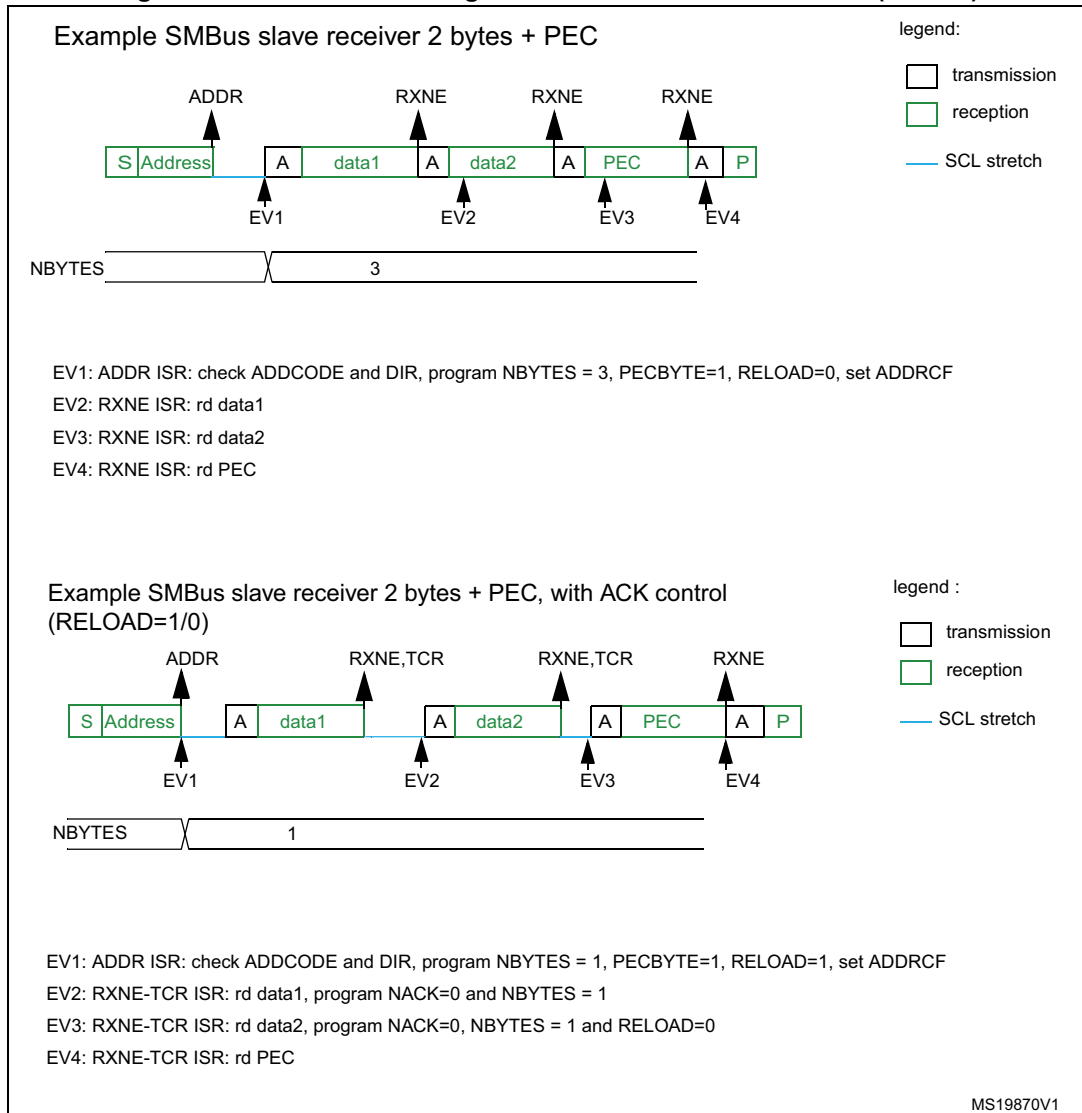 Example SMBus slave receiver 2 bytes + PEC
legend:
transmission
reception
SCL stretch
ADDR RXNE RXNE RXNE
S Address A data1 A data2 A PEC A P
EV1 EV2 EV3 EV4
NBYTES 3
EV1: ADDR ISR: check ADDCODE and DIR, program NBYTES = 3, PECBYTE=1, RELOAD=0, set ADDRCF
EV2: RXNE ISR: rd data1
EV3: RXNE ISR: rd data2
EV4: RXNE ISR: rd PEC
Example SMBus slave receiver 2 bytes + PEC, with ACK control
(RELOAD=1/0)
legend :
transmission
reception
SCL stretch
ADDR RXNE,TCR RXNE,TCR RXNE
S Address A data1 A data2 A PEC A P
EV1 EV2 EV3 EV4
NBYTES 1
EV1: ADDR ISR: check ADDCODE and DIR, program NBYTES = 1, PECBYTE=1, RELOAD=1, set ADDRCF
EV2: RXNE-TCR ISR: rd data1, program NACK=0 and NBYTES = 1
EV3: RXNE-TCR ISR: rd data2, program NACK=0, NBYTES = 1 and RELOAD=0
EV4: RXNE-TCR ISR: rd PEC
MS19870V1